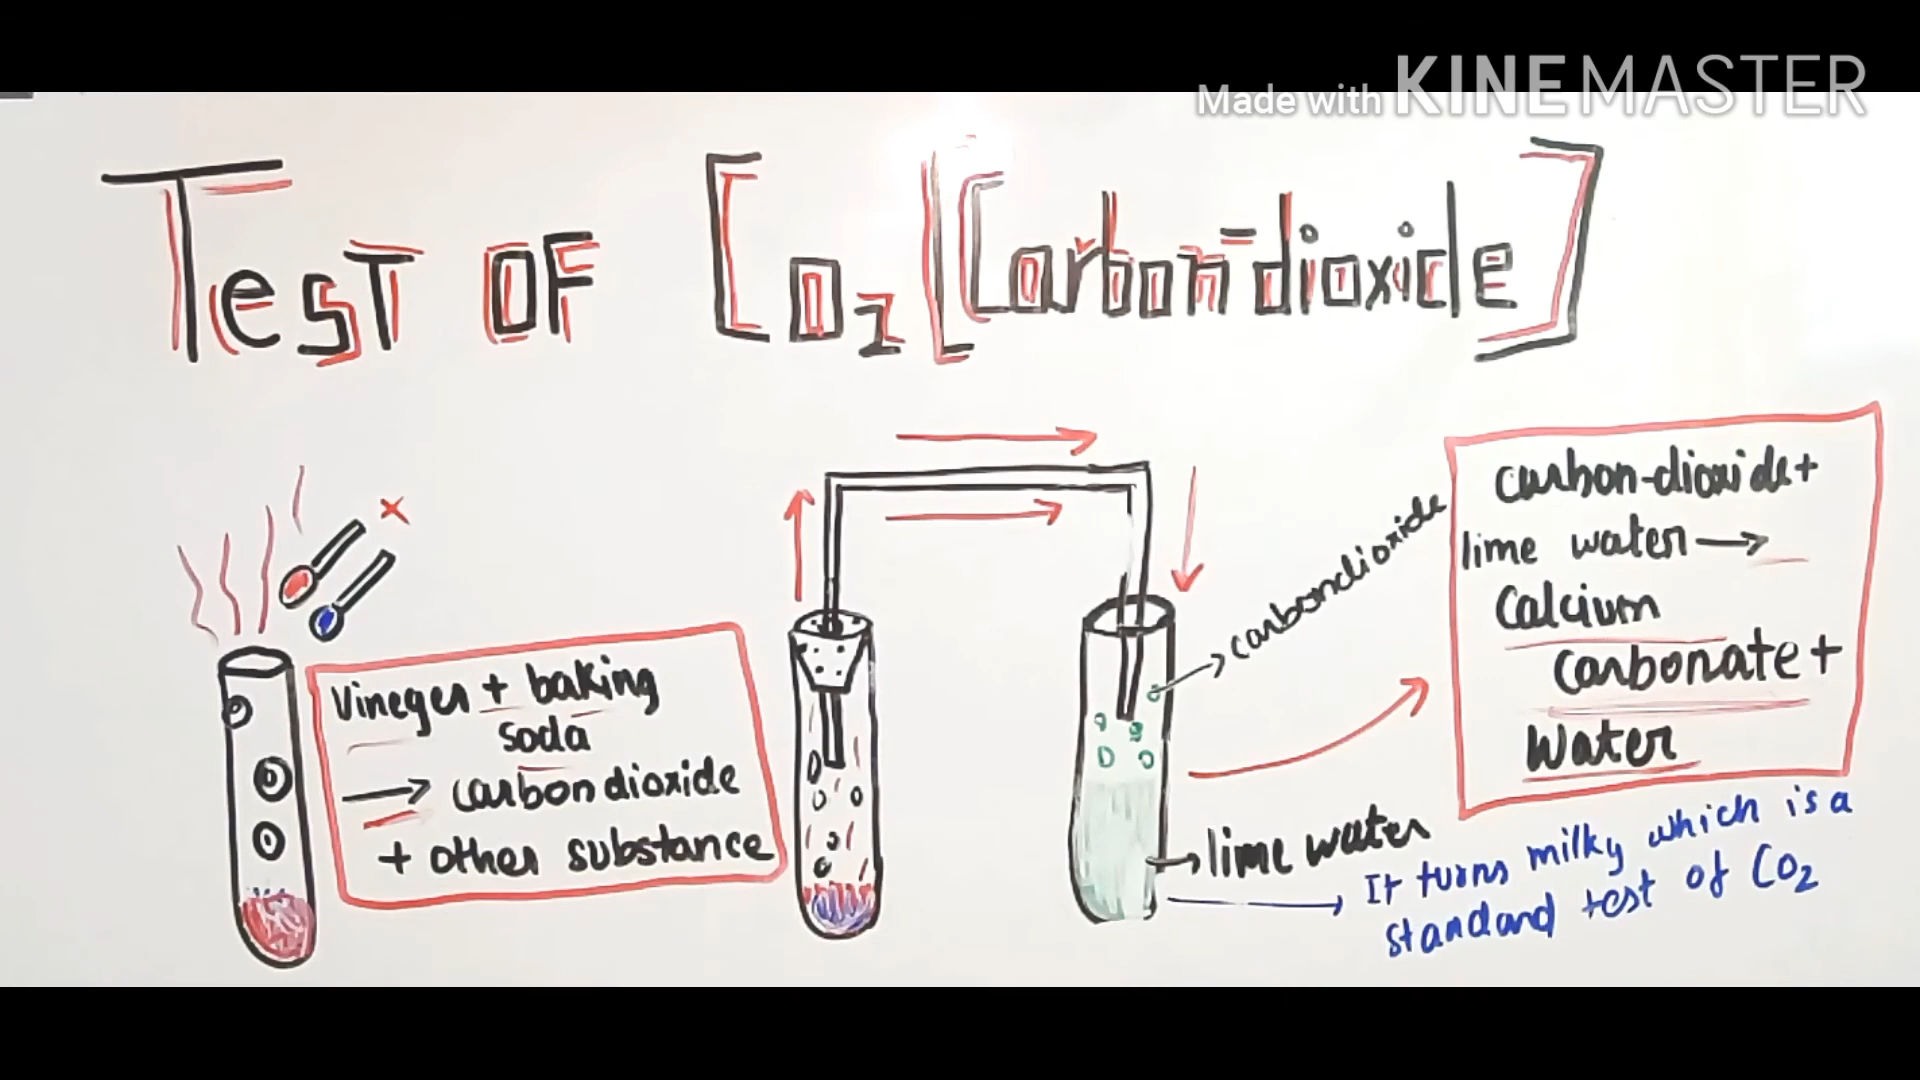 Made with KINEMASTER
Test OF [CO2 [Carbon-dioxide]
vineger + baking
soda
→ carbondioxide
+ other substance
carbondioxide
carbon-dioxide+
lime water →
Calcium
carbonate +
Water
lime water
It turns milky which is a
standard test of CO2